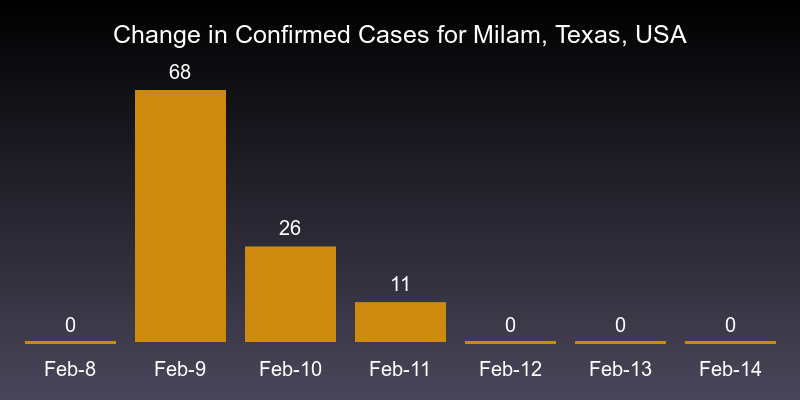 Change in Confirmed Cases for Milam, Texas, USA
68
26
11
0
0
0
0
Feb-8
Feb-9
Feb-10
Feb-11
Feb-12
Feb-13
Feb-14